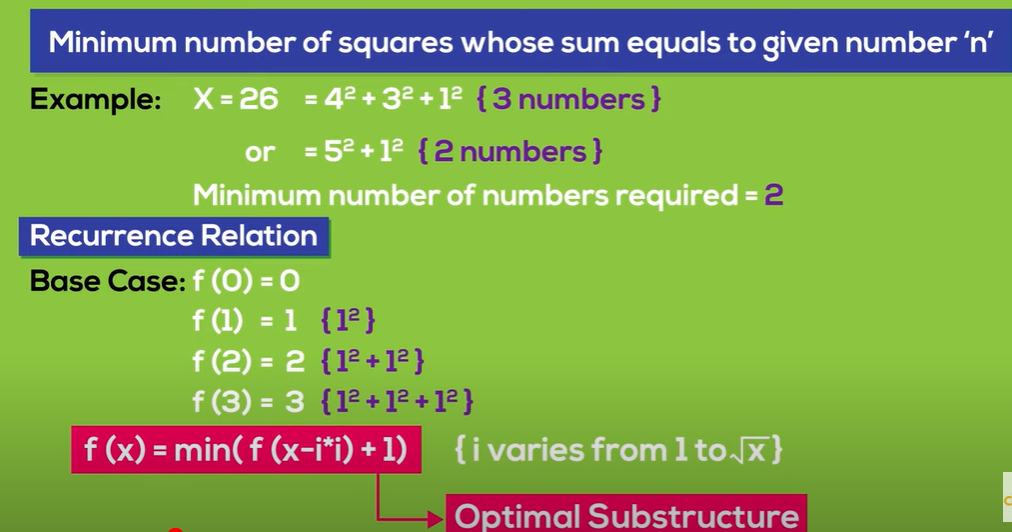 Minimum number of squares whose sum equals to given number ‘n’
Example: X = 26 = 4² + 3² + 1² { 3 numbers }
or = 5² + 1² { 2 numbers }
Minimum number of numbers required = 2
Recurrence Relation
Base Case: f (0) = 0
f (1) = 1 { 1² }
f (2) = 2 { 1² + 1² }
f (3) = 3 { 1² + 1² + 1² }
f (x) = min( f (x-i*i) + 1) { i varies from 1 to √x }
Optimal Substructure